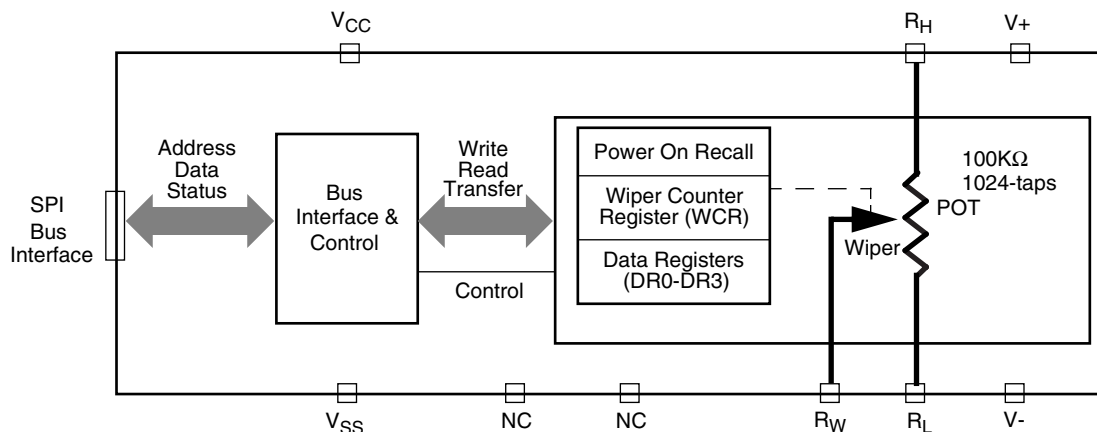 VCC
RH
V+
Address
Data
Status
Write
Read
Transfer
SPI
Bus
Interface
Bus
Interface &
Control
Control
Power On Recall
Wiper Counter
Register (WCR)
Data Registers
(DR0-DR3)
100KΩ
1024-taps
POT
Wiper
VSS
NC
NC
RW
RL
V-